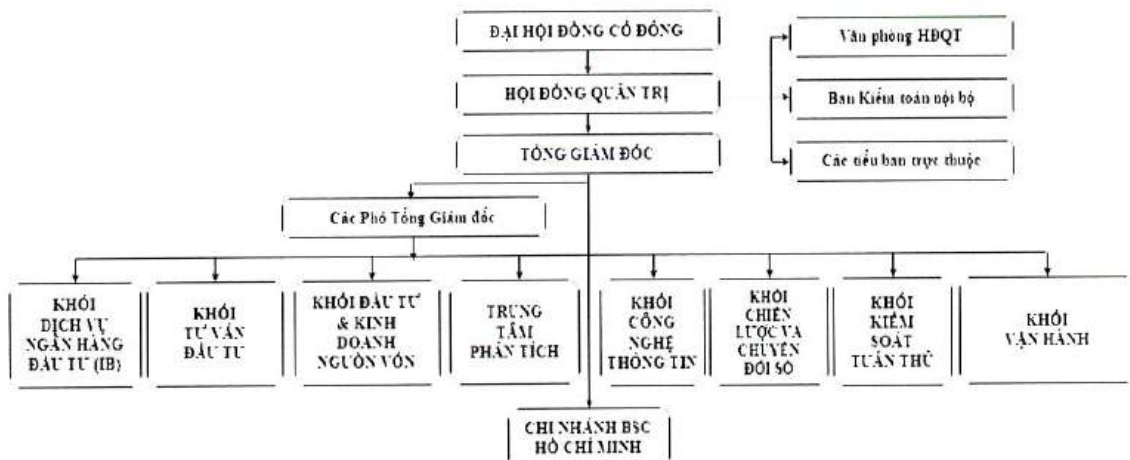 ĐẠI HỘI ĐỒNG CỔ ĐÔNG
Văn phòng HĐQT
HỘI ĐỒNG QUẢN TRỊ
Ban Kiểm toán nội bộ
TỔNG GIÁM ĐỐC
Các tiểu ban trực thuộc
Các Phó Tổng Giám đốc
KHỐI
DỊCH VỤ
NGÂN HÀNG
ĐẦU TƯ (IB)
KHỐI
TƯ VẤN
ĐẦU TƯ
KHỐI ĐẦU TƯ
& KINH
DOANH
NGUỒN VỐN
TRUNG
TÂM
PHÂN TÍCH
KHỐI
CÔNG
NGHỆ
THÔNG TIN
KHỐI
CHIẾN
LƯỢC VÀ
CHUYỂN
ĐỔI SỐ
KHỐI
KIỂM
SOÁT
TUÂN THỦ
KHỐI
VẬN HÀNH
CHI NHÁNH BSC
HỒ CHÍ MINH